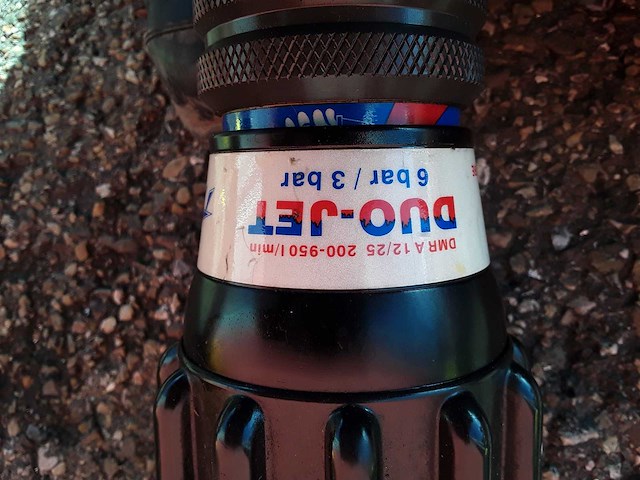 DMR A 12/25 200-950 l/min
DUO-JET
6 bar / 3 bar